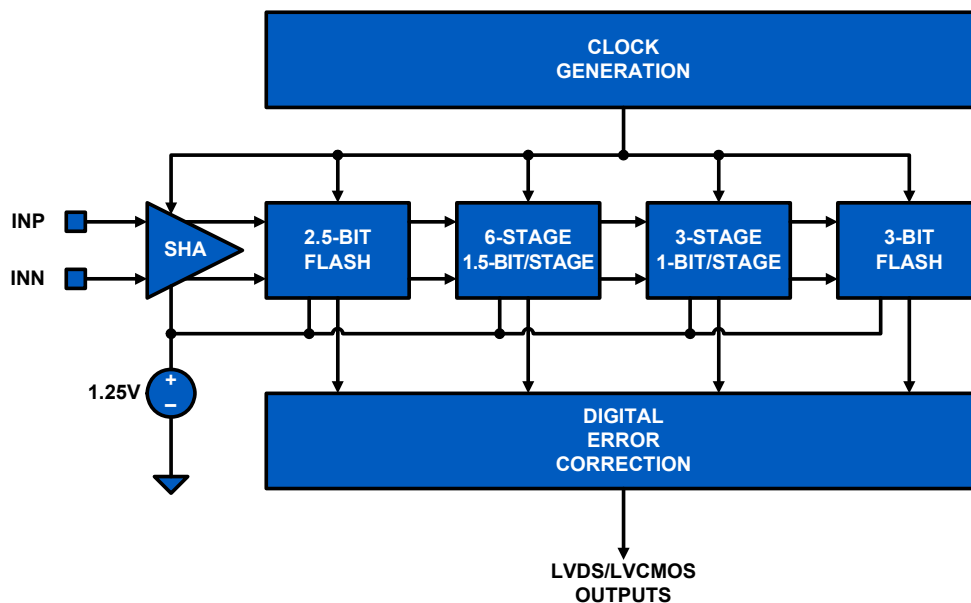 CLOCK
GENERATION
INP
INN
SHA
2.5-BIT
FLASH
6-STAGE
1.5-BIT/STAGE
3-STAGE
1-BIT/STAGE
3-BIT
FLASH
1.25V
+
–
DIGITAL
ERROR
CORRECTION
LVDS/LVCMOS
OUTPUTS